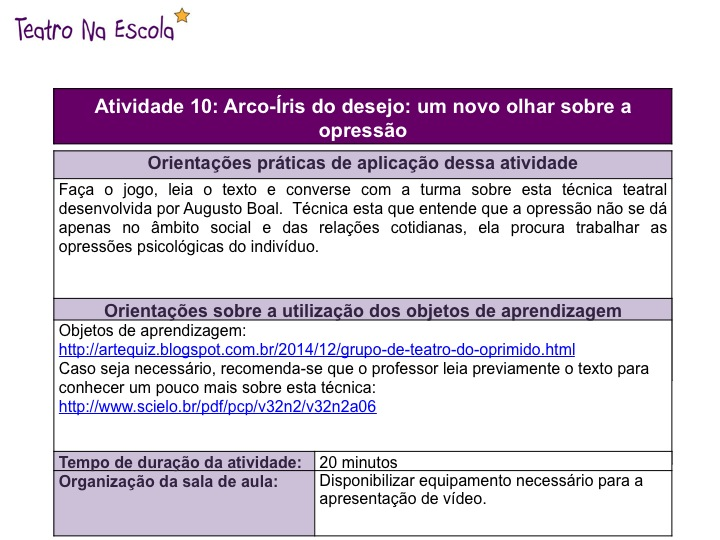 Teatro Na Escola
Atividade 10: Arco-Íris do desejo: um novo olhar sobre a
opressão
Orientações práticas de aplicação dessa atividade
Faça o jogo, leia o texto e converse com a turma sobre esta técnica teatral
desenvolvida por Augusto Boal. Técnica esta que entende que a opressão não se dá
apenas no âmbito social e das relações cotidianas, ela procura trabalhar as
opressões psicológicas do indivíduo.
Orientações sobre a utilização dos objetos de aprendizagem
Objetos de aprendizagem:
http://artequiz.blogspot.com.br/2014/12/grupo-de-teatro-do-oprimido.html
Caso seja necessário, recomenda-se que o professor leia previamente o texto para
conhecer um pouco mais sobre esta técnica:
http://www.scielo.br/pdf/pcp/v32n2/v32n2a06
Tempo de duração da atividade: 20 minutos
Organização da sala de aula: Disponibilizar equipamento necessário para a
apresentação de vídeo.